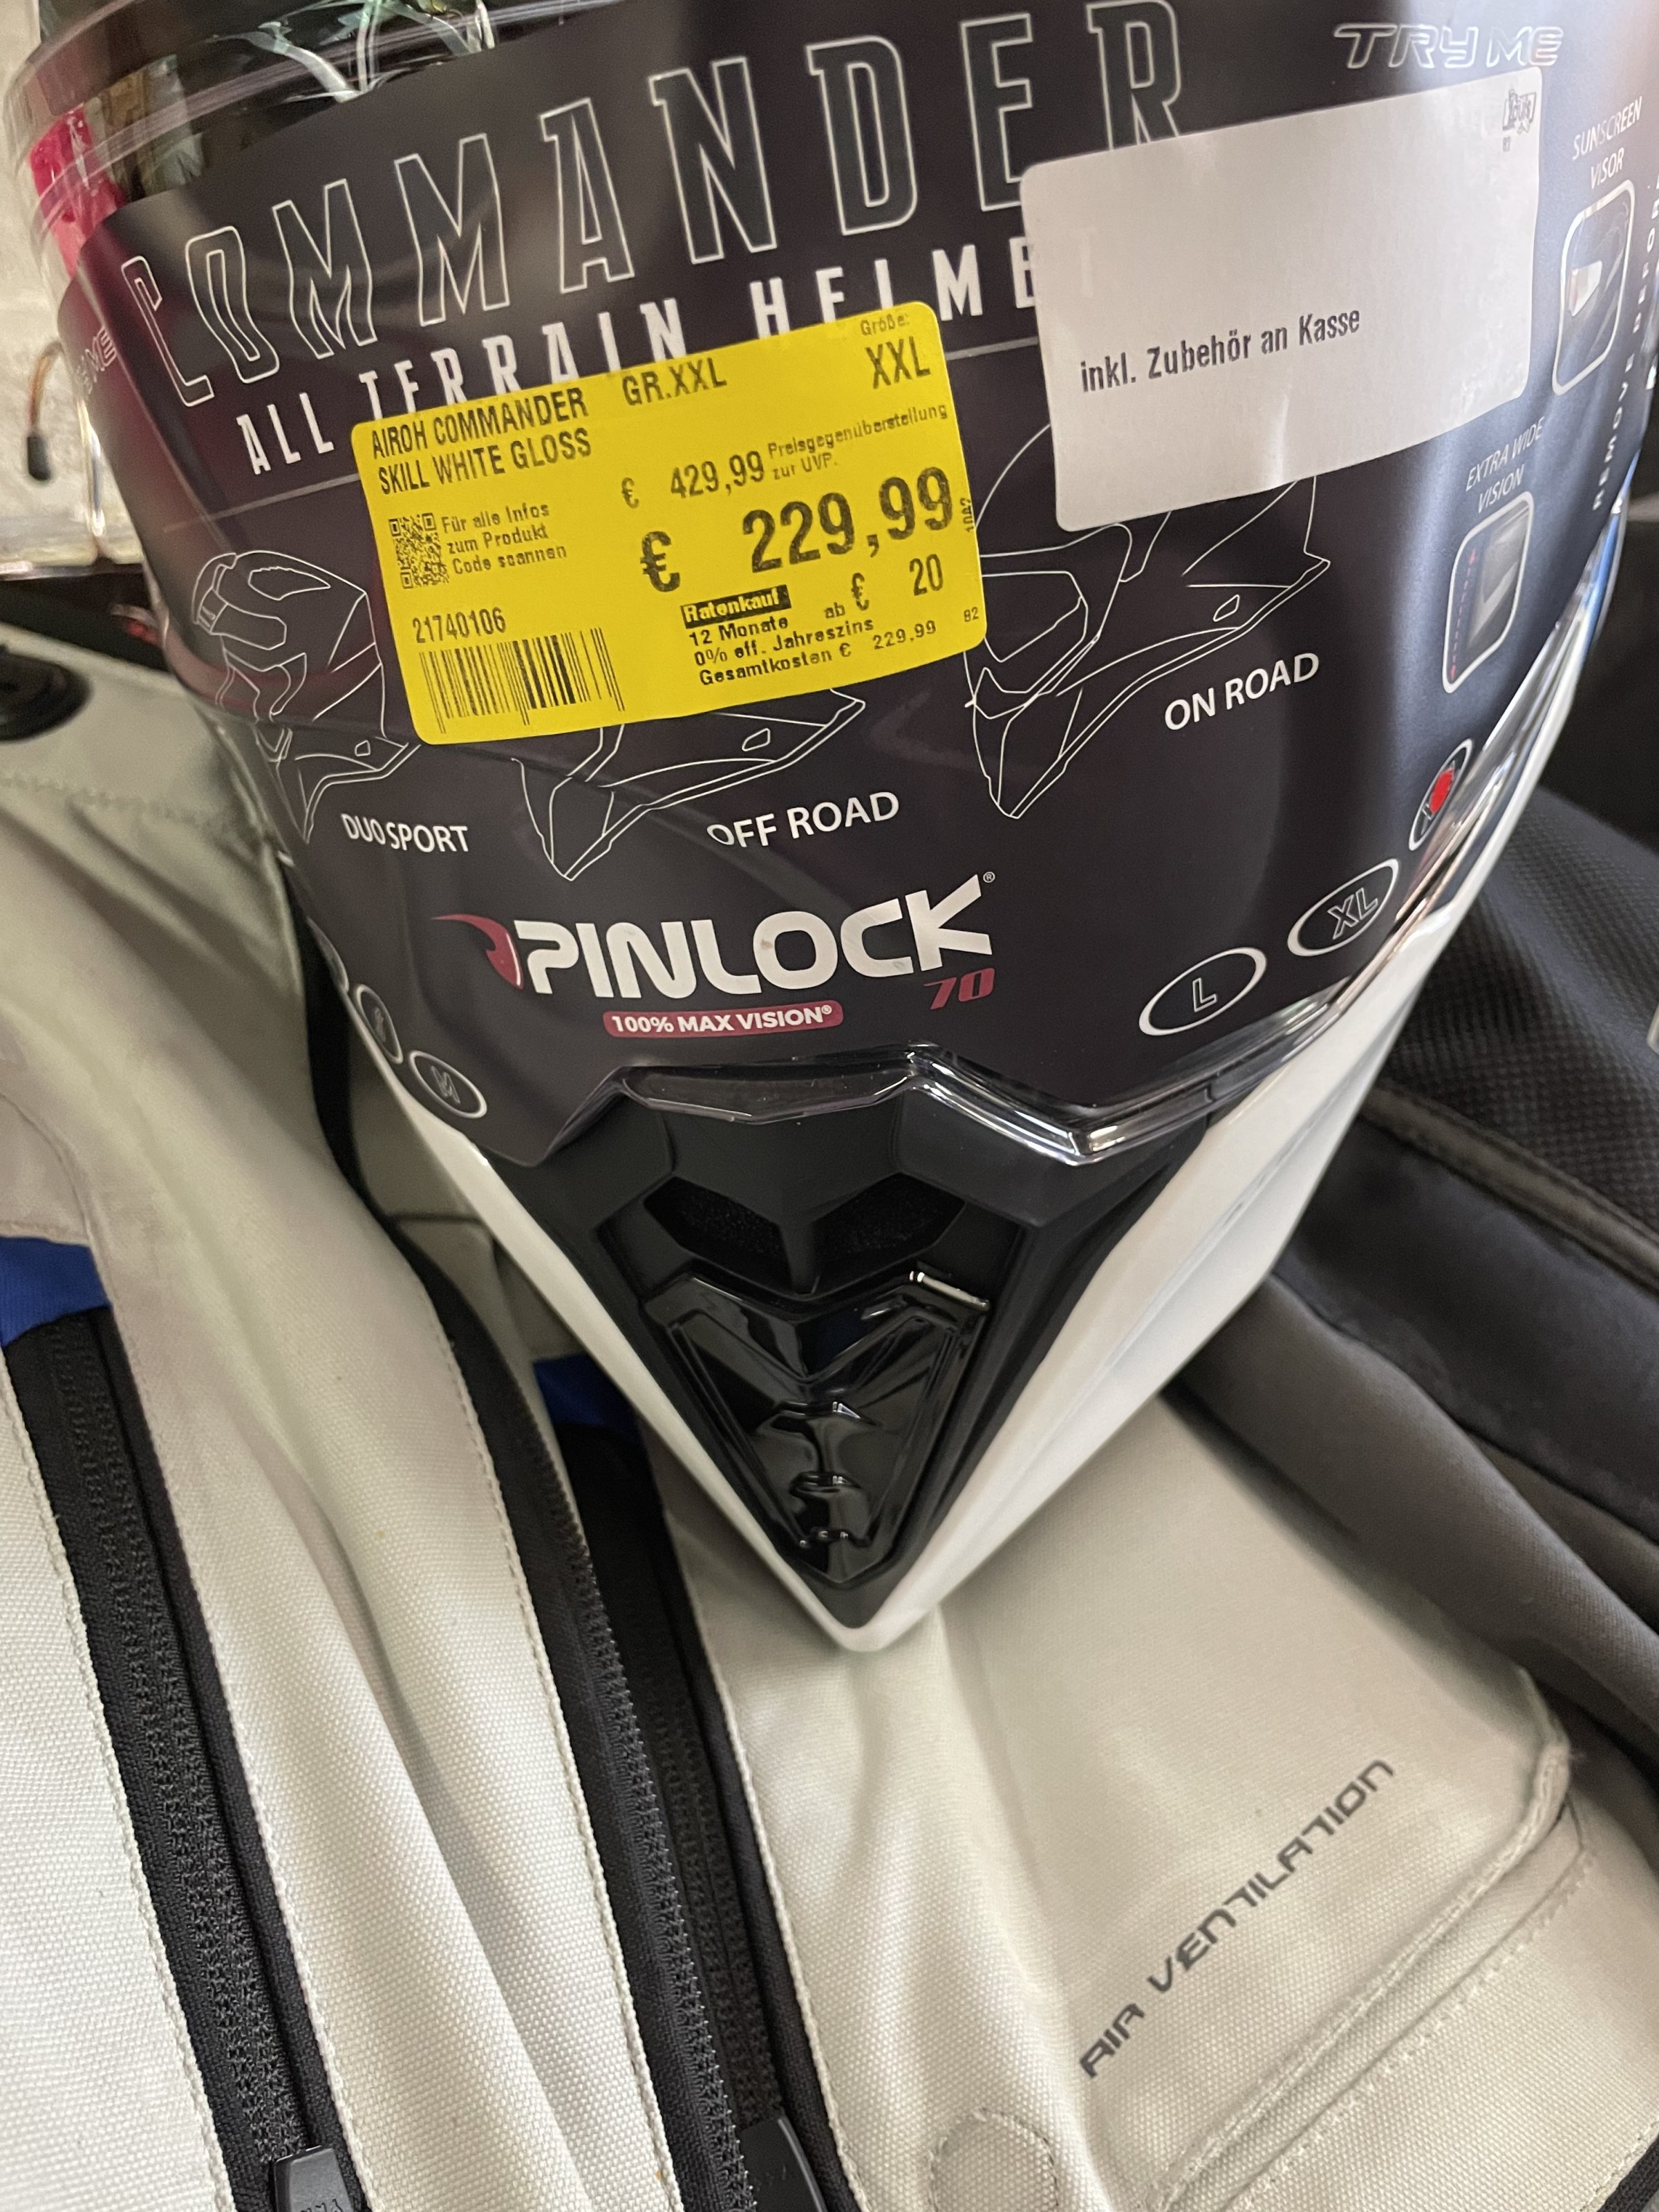 COMMANDER
TRY ME
ALL TERRAIN HELME
SUNSCREEN
VISOR
inkl. Zubehör an Kasse
EXTRA WIDE
VISION
REMOVE BEFO
Größe:
AIROH COMMANDER GR.XXL XXL
SKILL WHITE GLOSS
€ 429,99 Preisgegenüberstellung
zur UVP.
€ 229,99
Für alle Infos
zum Produkt
Code scannen
21740106
Ratenkauf
12 Monate ab € 20
0% eff. Jahreszins
Gesamtkosten € 229,99
82
DUO SPORT
OFF ROAD
ON ROAD
PINLOCK®
70
100% MAX VISION®
M
L
XL
AIR VENTILATION